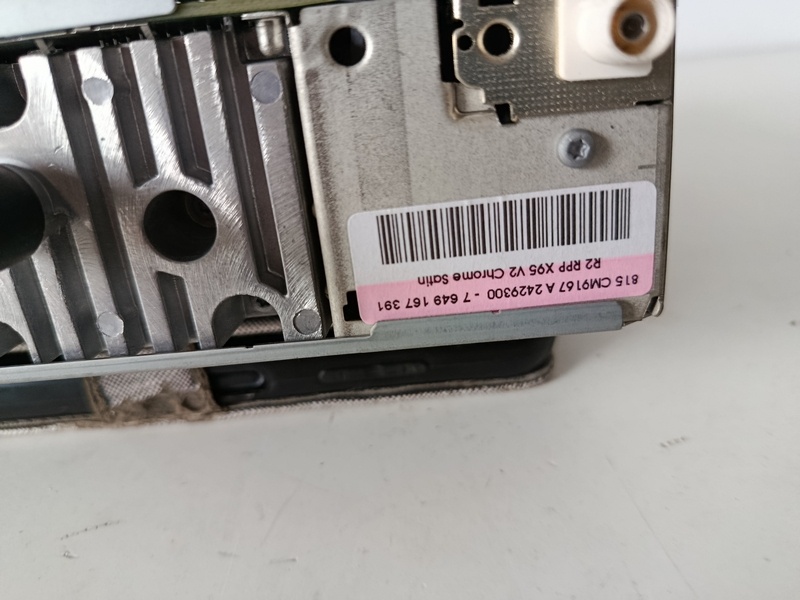 815 CM9167 A 2429300 - 7 649 167 391
R2 RPP X95 V2 Chrome Satin